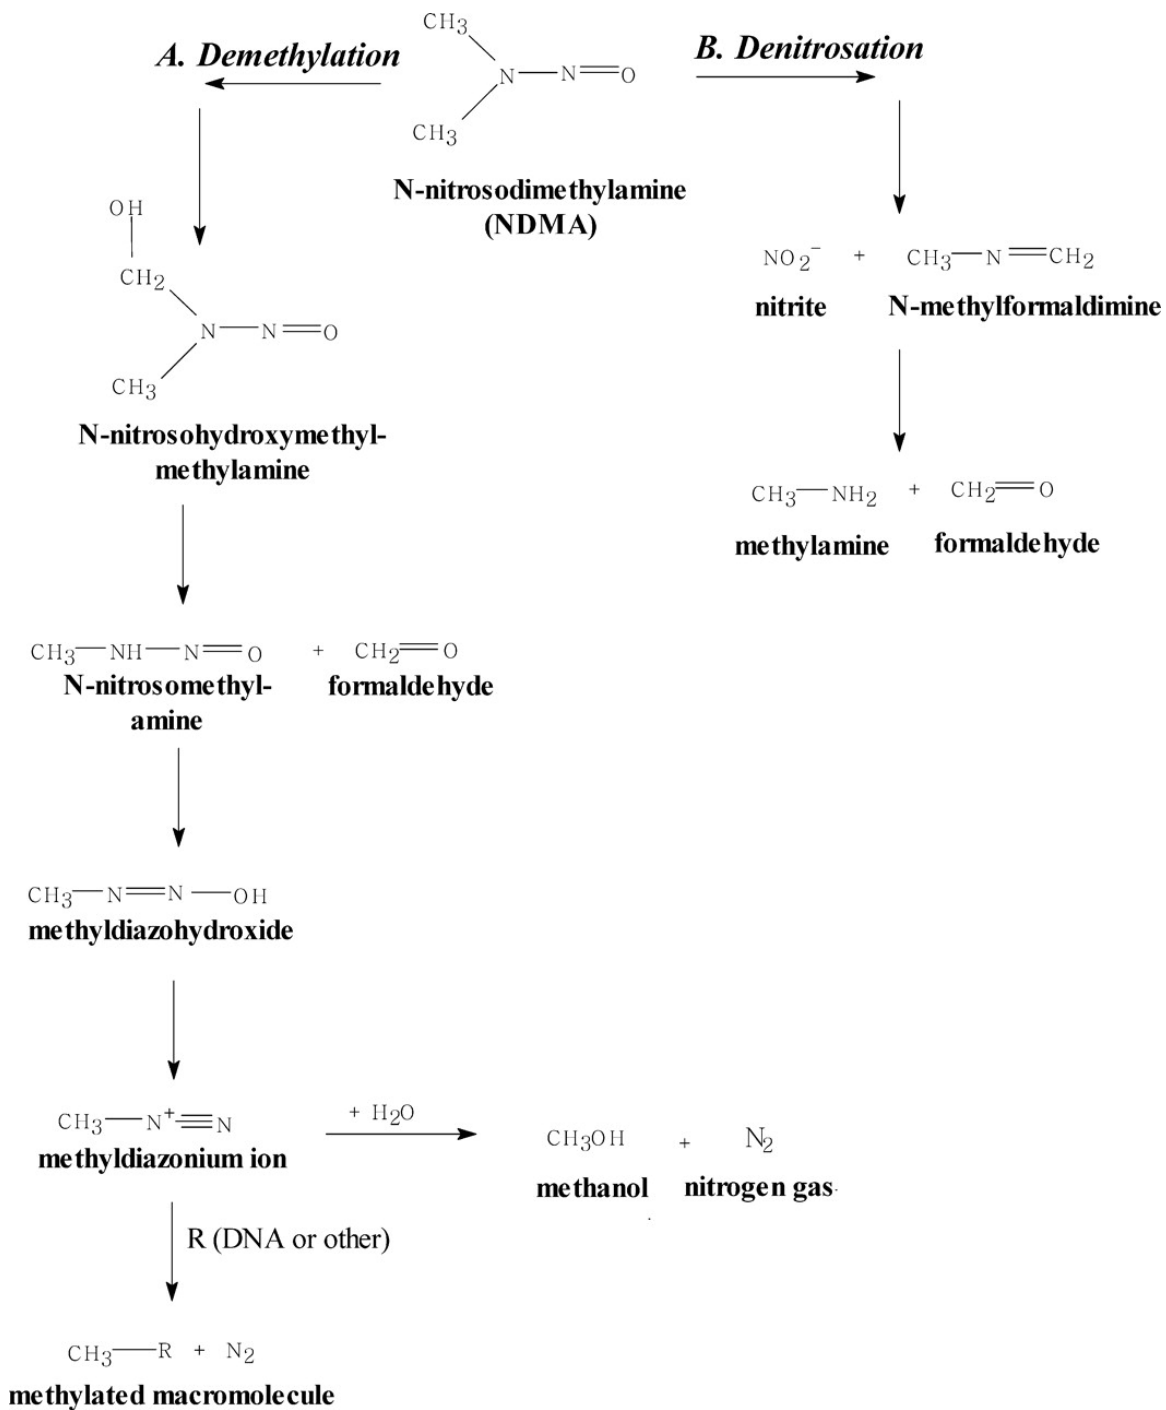 CH3
A. Demethylation
B. Denitrosation
N—N=O
CH3
N-nitrosodimethylamine
(NDMA)
OH
CH2
N—N=O
CH3
N-nitrosohydroxymethyl-
methylamine
NO2− + CH3—N=CH2
nitrite N-methylformaldimine
CH3—NH2 + CH2=O
methylamine formaldehyde
CH3—NH—N=O + CH2=O
N-nitrosomethyl-
amine
formaldehyde
CH3—N=N—OH
methyldiazohydroxide
CH3—N+≡N
methyldiazonium ion
+ H2O
CH3OH + N2
methanol nitrogen gas
R (DNA or other)
CH3—R + N2
methylated macromolecule